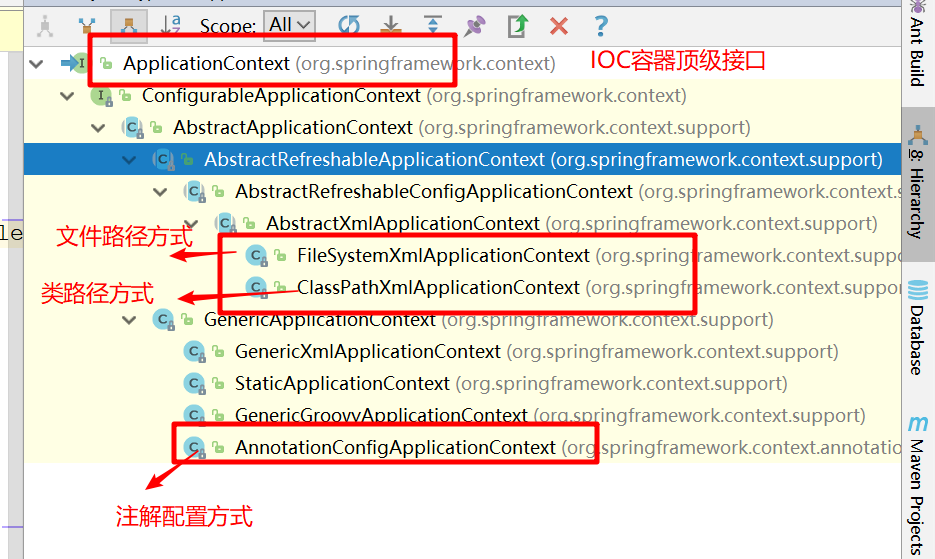 Scope: All
ApplicationContext (org.springframework.context)
IOC容器顶级接口
ConfigurableApplicationContext (org.springframework.context)
AbstractApplicationContext (org.springframework.context.support)
AbstractRefreshableApplicationContext (org.springframework.context.support)
AbstractRefreshableConfigApplicationContext (org.springframework.context.s
AbstractXmlApplicationContext (org.springframework.context.support)
le
文件路径方式
FileSystemXmlApplicationContext (org.springframework.context.supp
类路径方式
ClassPathXmlApplicationContext (org.springframework.context.suppor
GenericApplicationContext (org.springframework.context.support)
GenericXmlApplicationContext (org.springframework.context.support)
StaticApplicationContext (org.springframework.context.support)
GenericGroovyApplicationContext (org.springframework.context.support)
AnnotationConfigApplicationContext (org.springframework.context.annotatio
注解配置方式
Ant Build
8: Hierarchy
Database
m
Maven Projects